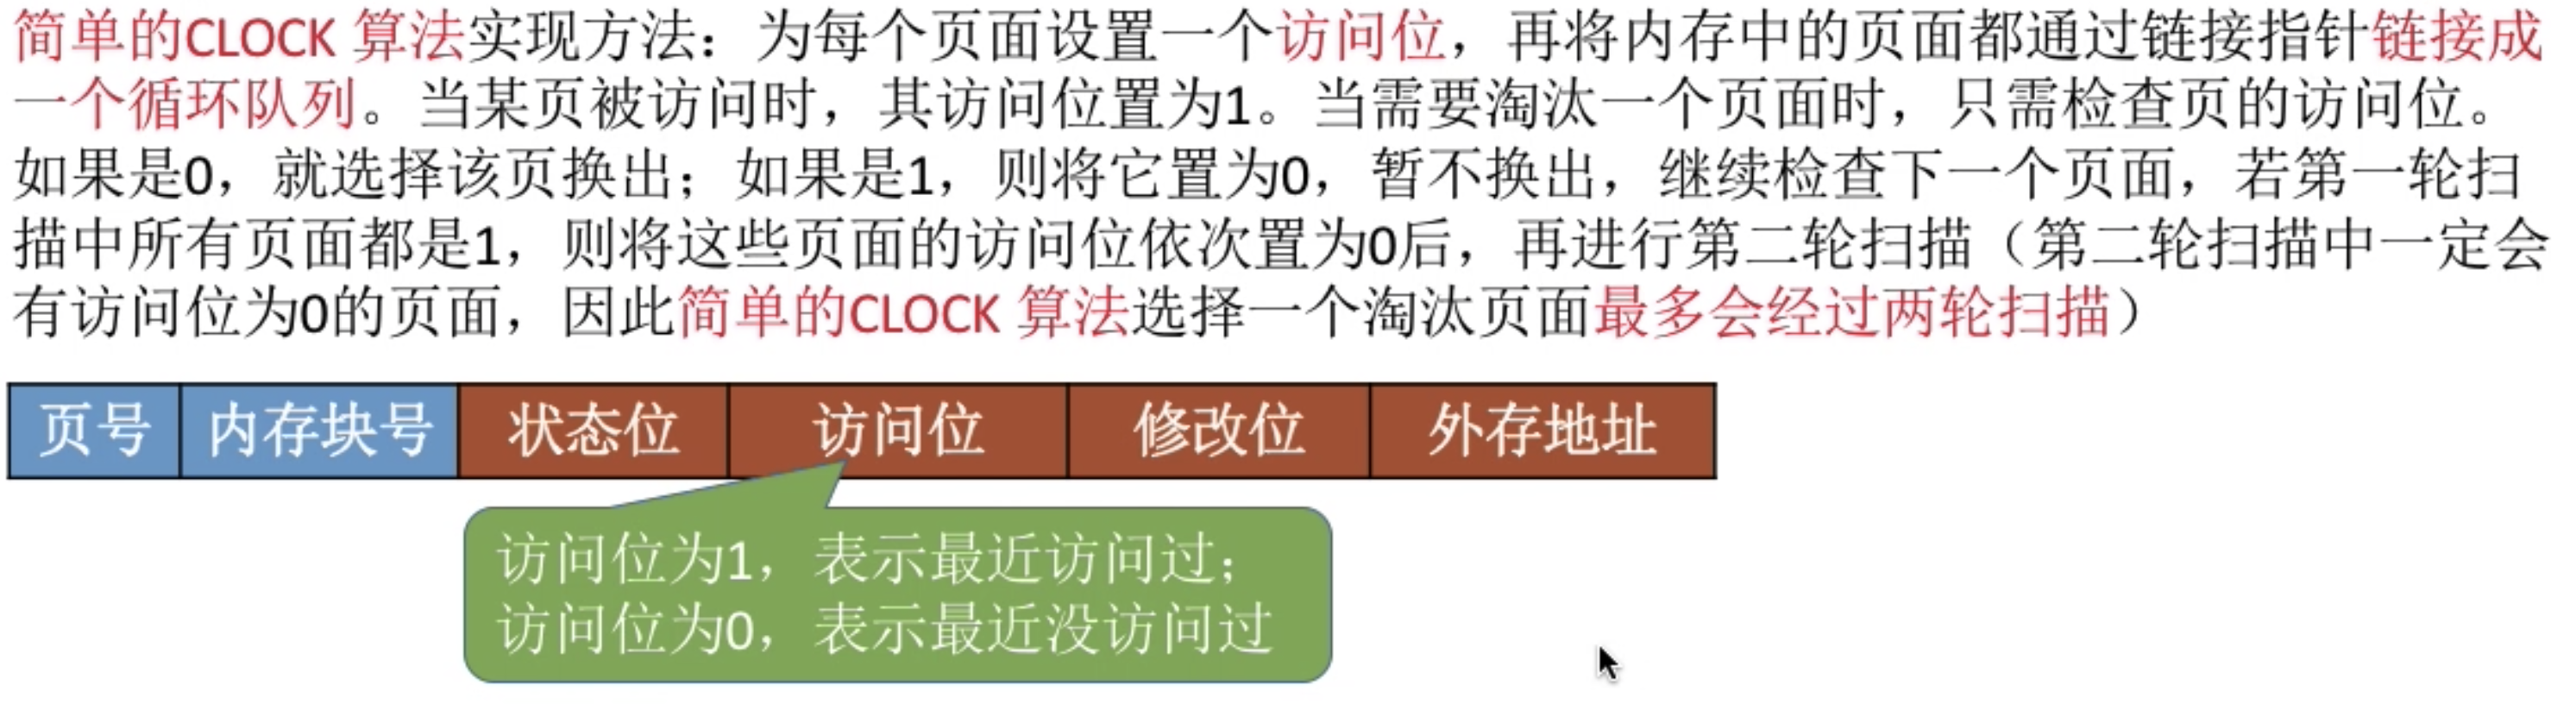 简单的CLOCK 算法实现方法：为每个页面设置一个访问位，再将内存中的页面都通过链接指针链接成
一个循环队列。当某页被访问时，其访问位置为1。当需要淘汰一个页面时，只需检查页的访问位。
如果是0，就选择该页换出；如果是1，则将它置为0，暂不换出，继续检查下一个页面，若第一轮扫
描中所有页面都是1，则将这些页面的访问位依次置为0后，再进行第二轮扫描（第二轮扫描中一定会
有访问位为0的页面，因此简单的CLOCK 算法选择一个淘汰页面最多会经过两轮扫描）
页号 内存块号 状态位 访问位 修改位 外存地址
访问位为1，表示最近访问过；
访问位为0，表示最近没访问过